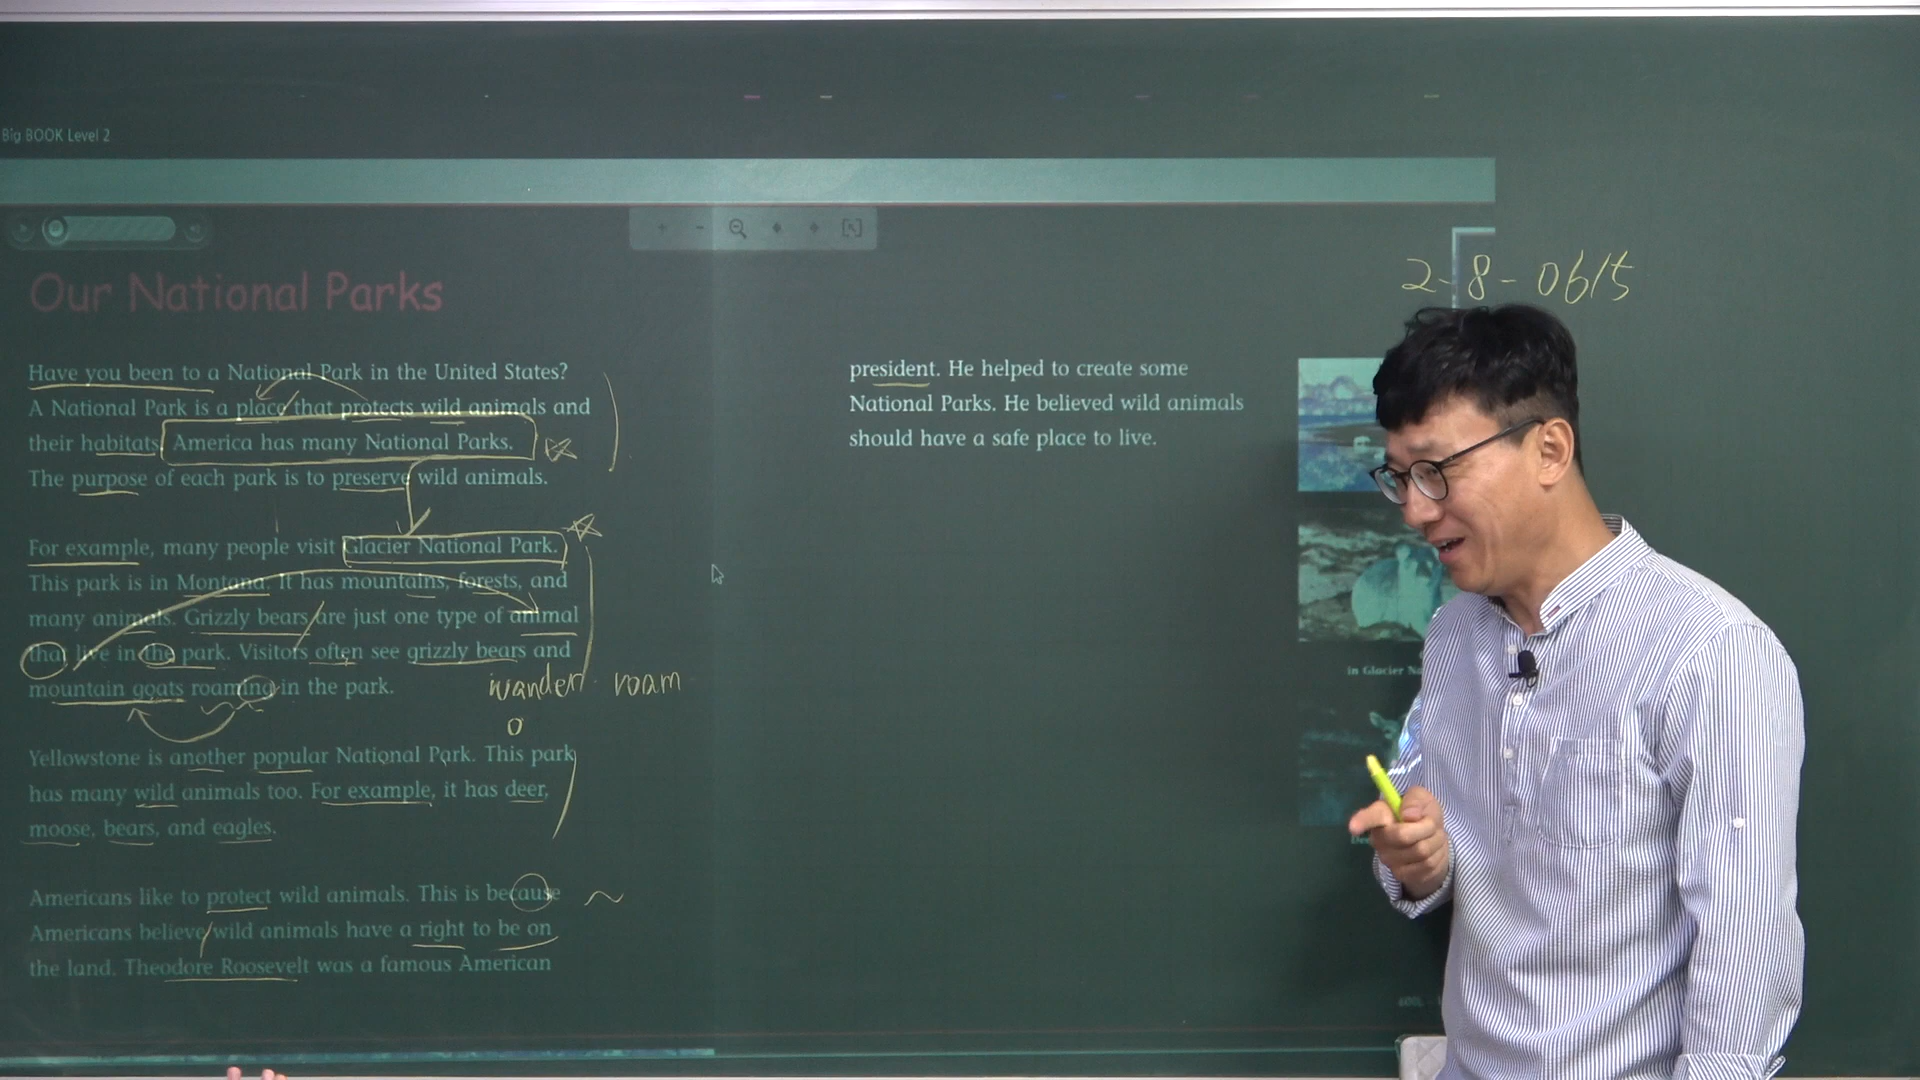 Big BOOK Level 2
2-8-0615
Our National Parks
Have you been to a National Park in the United States?
A National Park is a place that protects wild animals and
their habitats. America has many National Parks.
The purpose of each park is to preserve wild animals.
For example, many people visit Glacier National Park.
This park is in Montana. It has mountains, forests, and
many animals. Grizzly bears are just one type of animal
that live in the park. Visitors often see grizzly bears and
mountain goats roaming in the park.
wander roam
o
Yellowstone is another popular National Park. This park
has many wild animals too. For example, it has deer,
moose, bears, and eagles.
Americans like to protect wild animals. This is because
Americans believe wild animals have a right to be on
the land. Theodore Roosevelt was a famous American
president. He helped to create some
National Parks. He believed wild animals
should have a safe place to live.
in Glacier